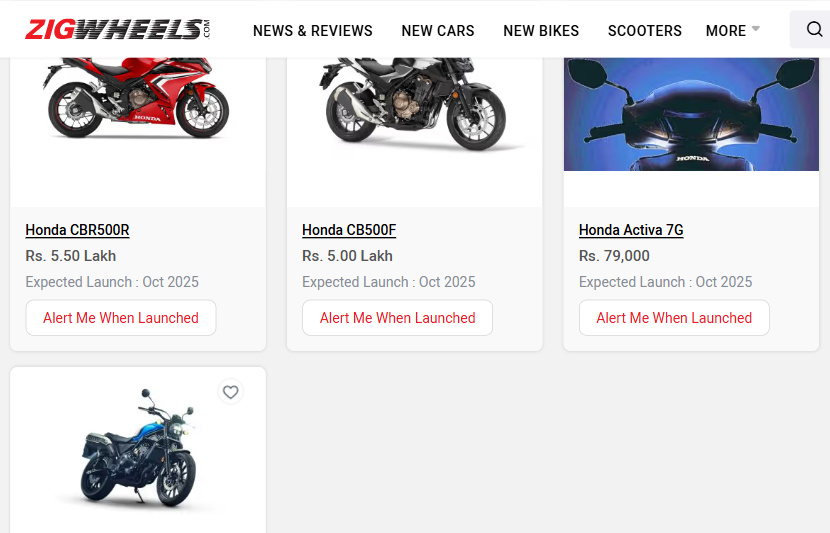 ZIGWHEELS.COM
NEWS & REVIEWS NEW CARS NEW BIKES SCOOTERS MORE
HONDA
HONDA
Honda CBR500R
Rs. 5.50 Lakh
Expected Launch : Oct 2025
Alert Me When Launched
Honda CB500F
Rs. 5.00 Lakh
Expected Launch : Oct 2025
Alert Me When Launched
Honda Activa 7G
Rs. 79,000
Expected Launch : Oct 2025
Alert Me When Launched